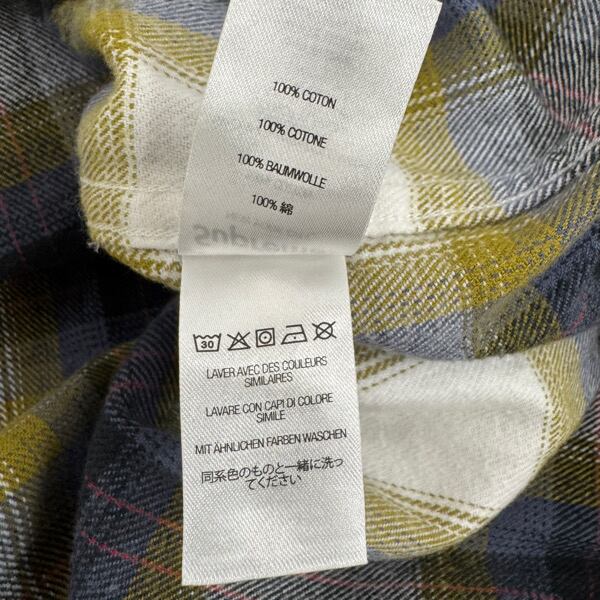 100% COTON
100% COTONE
100% BAUMWOLLE
100% 綿
Supreme
30
LAVER AVEC DES COULEURS
SIMILAIRES
LAVARE CON CAPI DI COLORE
SIMILE
MIT ÄHNLICHEN FARBEN WASCHEN
同系色のものと一緒に洗っ
てください